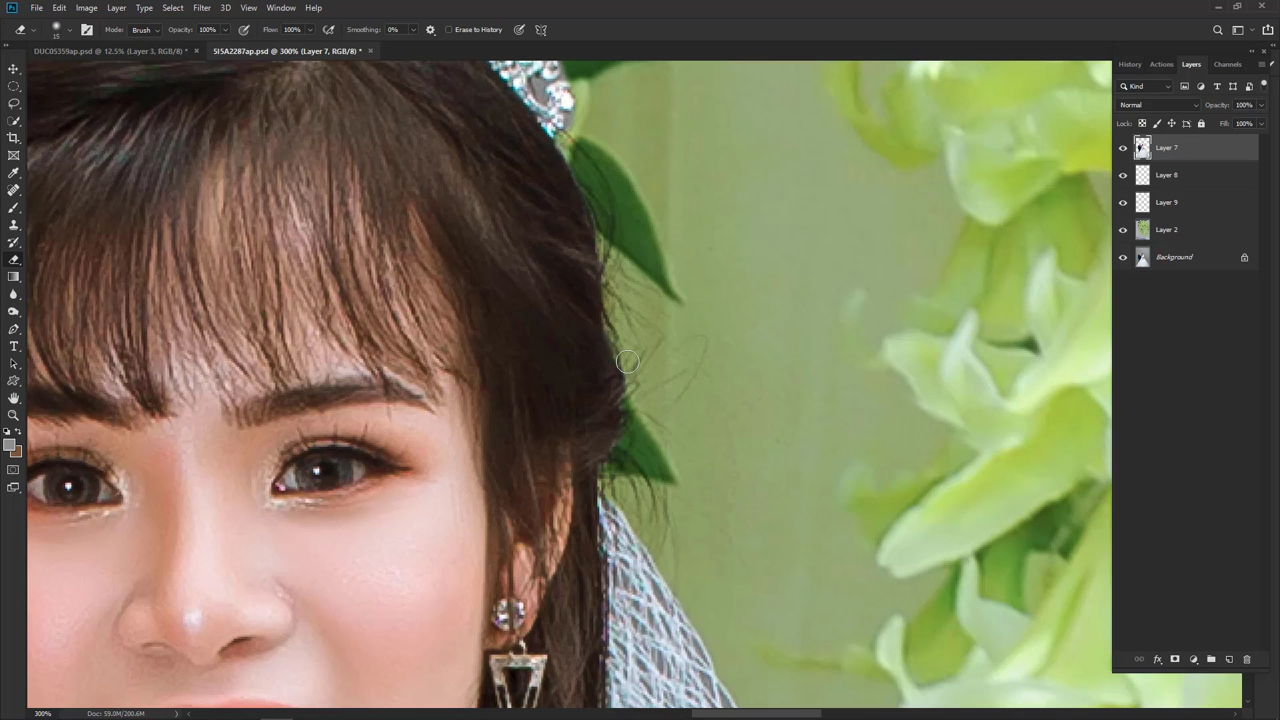 Ps File Edit Image Layer Type Select Filter 3D View Window Help
15 Mode: Brush Opacity: 100% Flow: 100% Smoothing: 0% Erase to History
DUC05359ap.psd @ 12.5% (Layer 3, RGB/8) * × 5I5A2287ap.psd @ 300% (Layer 7, RGB/8) * ×
History Actions Layers Channels
Kind
Normal Opacity: 100%
Lock: Fill: 100%
Layer 7
Layer 8
Layer 9
Layer 2
Background
300% Doc: 59.0M/200.6M